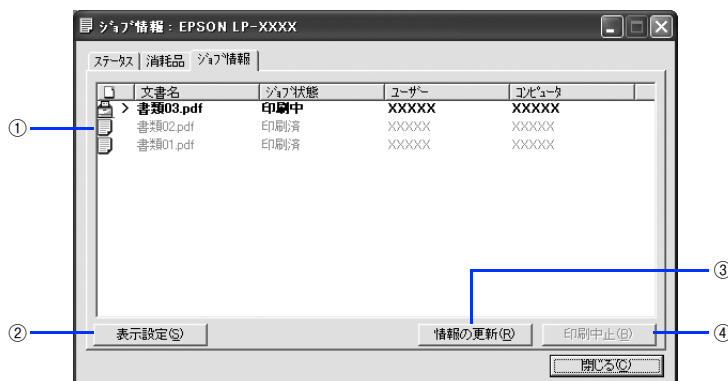 ジョブ情報：EPSON LP-XXXX
ステータス 消耗品 ジョブ情報
文書名 ジョブ状態 ユーザー コンピュータ
> 書類03.pdf 印刷中 XXXXX XXXXX
① 書類02.pdf 印刷済 XXXXX XXXXX
書類01.pdf 印刷済 XXXXX XXXXX
③
② 表示設定(S) 情報の更新(R) 印刷中止(B) ④
閉じる(C)